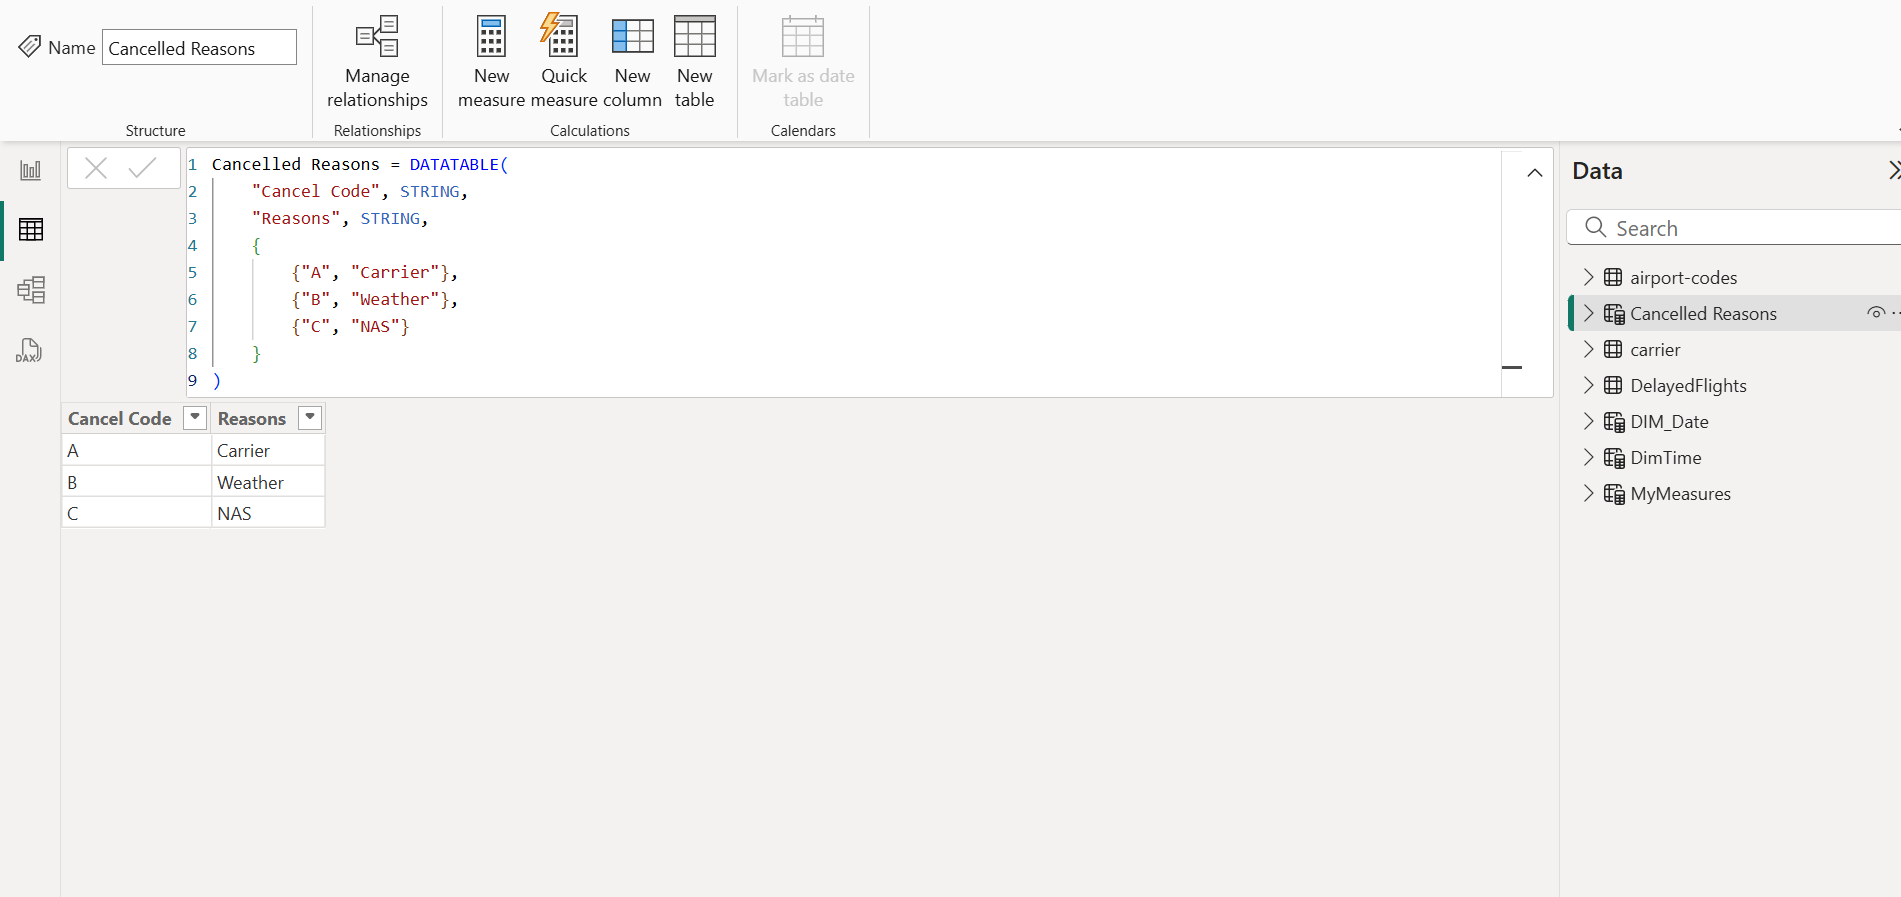 Name Cancelled Reasons
Structure
Manage
relationships
Relationships
New
measure
Quick
measure
New
column
New
table
Calculations
Mark as date
table
Calendars
1 Cancelled Reasons = DATATABLE(
2 "Cancel Code", STRING,
3 "Reasons", STRING,
4 {
5 {"A", "Carrier"},
6 {"B", "Weather"},
7 {"C", "NAS"}
8 }
9 )
DAX
Cancel Code Reasons
A Carrier
B Weather
C NAS
Data
Search
airport-codes
Cancelled Reasons
carrier
DelayedFlights
DIM_Date
DimTime
MyMeasures